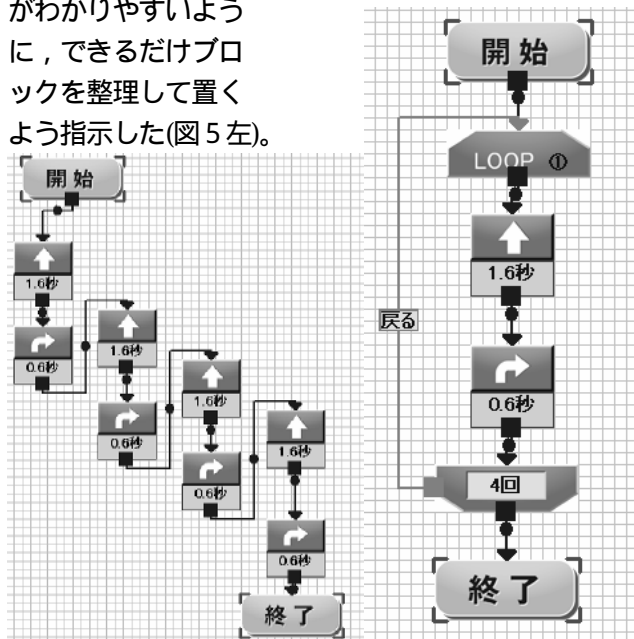 がわかりやすいよう
に，できるだけブロ
ックを整理して置く
よう指示した(図５左)。
開始
1.6秒
0.6秒
1.6秒
0.6秒
1.6秒
0.6秒
1.6秒
0.6秒
終了
開始
LOOP ①
1.6秒
0.6秒
戻る
4回
終了